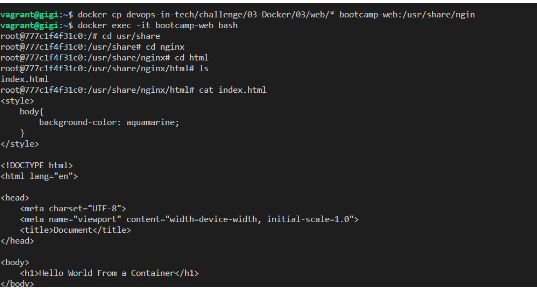 vagrant@gigi:~$ docker cp devops-in-tech/challenge/03-Docker/03/web/* bootcamp-web:/usr/share/ngin
vagrant@gigi:~$ docker exec -it bootcamp-web bash
root@777c1f4f31c0:/# cd usr/share
root@777c1f4f31c0:/usr/share# cd nginx
root@777c1f4f31c0:/usr/share/nginx# cd html
root@777c1f4f31c0:/usr/share/nginx/html# ls
index.html
root@777c1f4f31c0:/usr/share/nginx/html# cat index.html
<style>
    body{
        background-color: aquamarine;
    }
</style>
<!DOCTYPE html>
<html lang="en">
<head>
    <meta charset="UTF-8">
    <meta name="viewport" content="width=device-width, initial-scale=1.0">
    <title>Document</title>
</head>
<body>
    <h1>Hello World From a Container</h1>
</body>